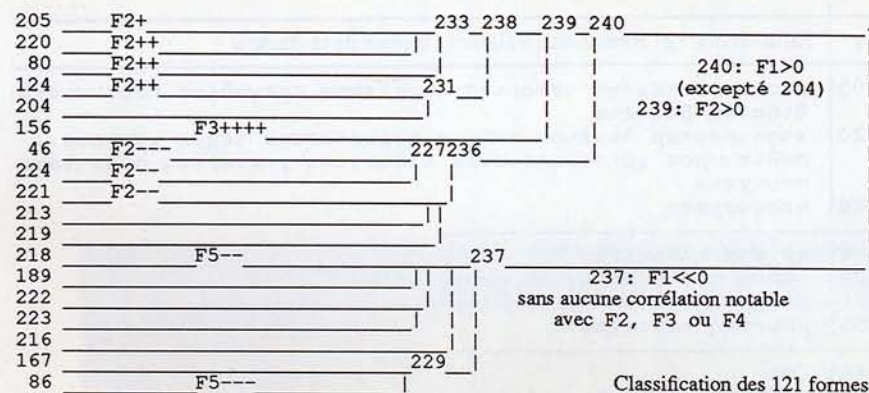 205 F2+ 233 238 239 240
220 F2++
80 F2++
240: F1>0
124 F2++ 231
(excepté 204)
204
239: F2>0
156 F3++++
46 F2--- 227 236
224 F2--
221 F2--
213
219
218 F5-- 237
189
237: F1<<0
222
sans aucune corrélation notable
223
avec F2, F3 ou F4
216
167 229
86 F5---
Classification des 121 formes